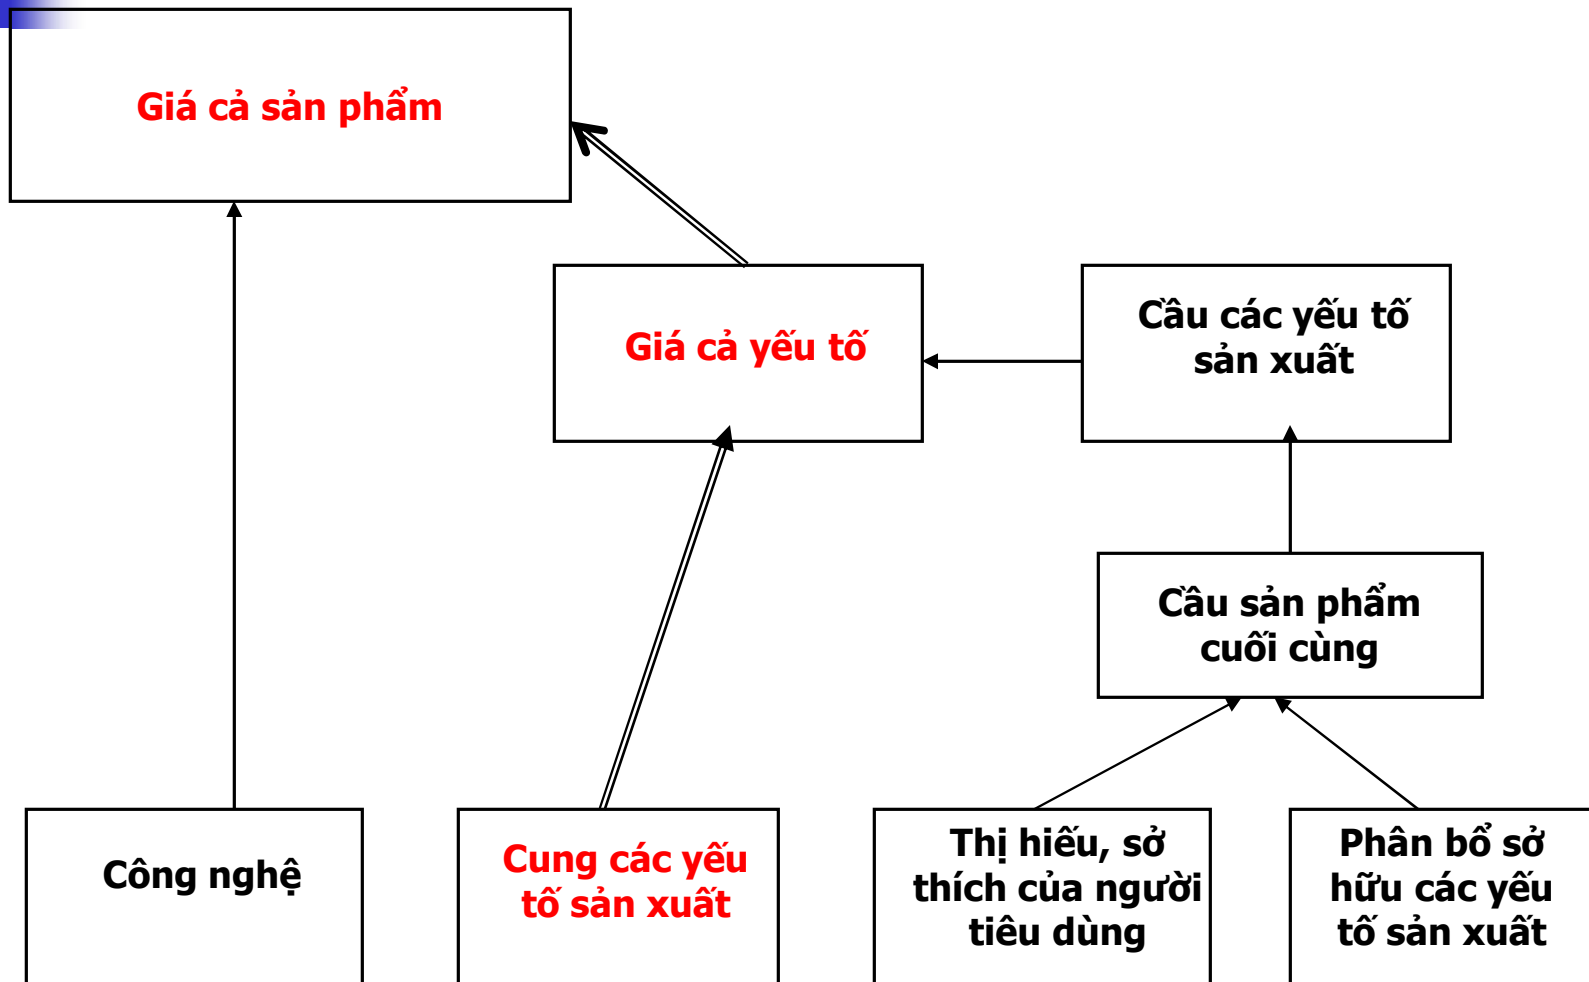 Giá cả sản phẩm
Giá cả yếu tố
Cầu các yếu tố
sản xuất
Cầu sản phẩm
cuối cùng
Công nghệ
Cung các yếu
tố sản xuất
Thị hiếu, sở
thích của người
tiêu dùng
Phân bổ sở
hữu các yếu
tố sản xuất